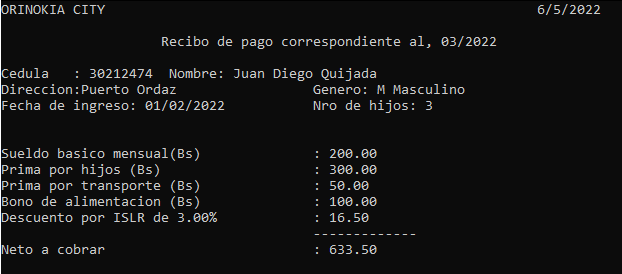 ORINOKIA CITY 6/5/2022
Recibo de pago correspondiente al, 03/2022
Cedula : 30212474 Nombre: Juan Diego Quijada
Direccion:Puerto Ordaz Genero: M Masculino
Fecha de ingreso: 01/02/2022 Nro de hijos: 3
Sueldo basico mensual(Bs) : 200.00
Prima por hijos (Bs) : 300.00
Prima por transporte (Bs) : 50.00
Bono de alimentacion (Bs) : 100.00
Descuento por ISLR de 3.00% : 16.50
-------------
Neto a cobrar : 633.50